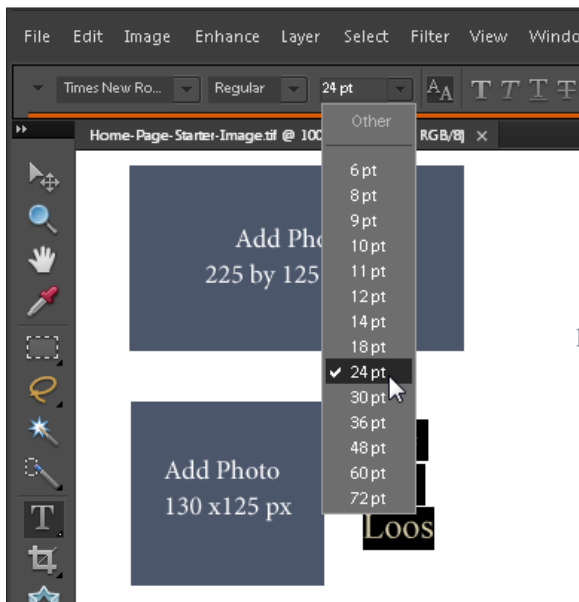 File Edit Image Enhance Layer Select Filter View Windo
Times New Ro... Regular 24 pt
Home-Page-Starter-Image.tif @ 100 RGB/8)
Other
6 pt
8 pt
9 pt
10 pt
11 pt
12 pt
14 pt
18 pt
24 pt
30 pt
36 pt
48 pt
60 pt
72 pt
Add Pho
225 by 125
Add Photo
130 x125 px
Loos